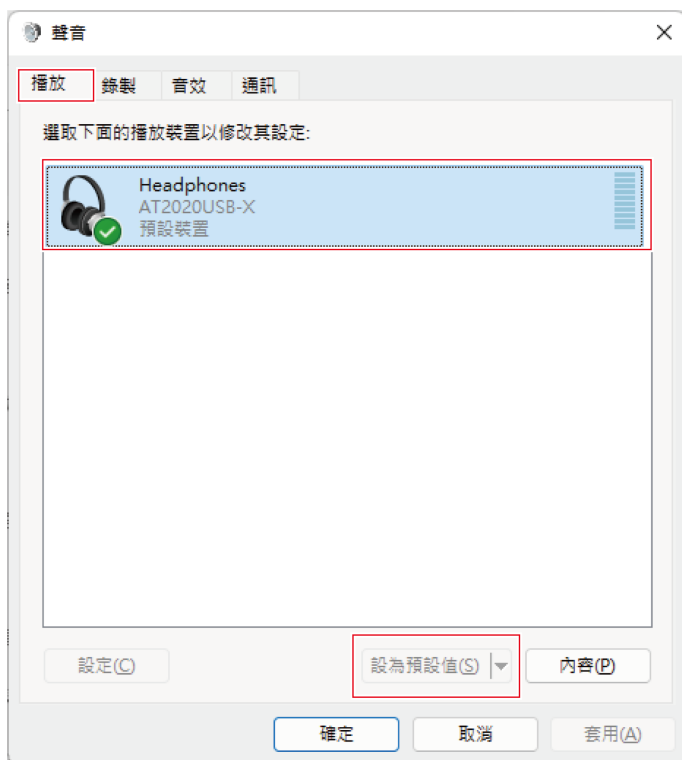 聲音
播放 錄製 音效 通訊
選取下面的播放裝置以修改其設定:
Headphones
AT2020USB-X
預設裝置
設定(C) 設為預設值(S) 內容(P)
確定 取消 套用(A)